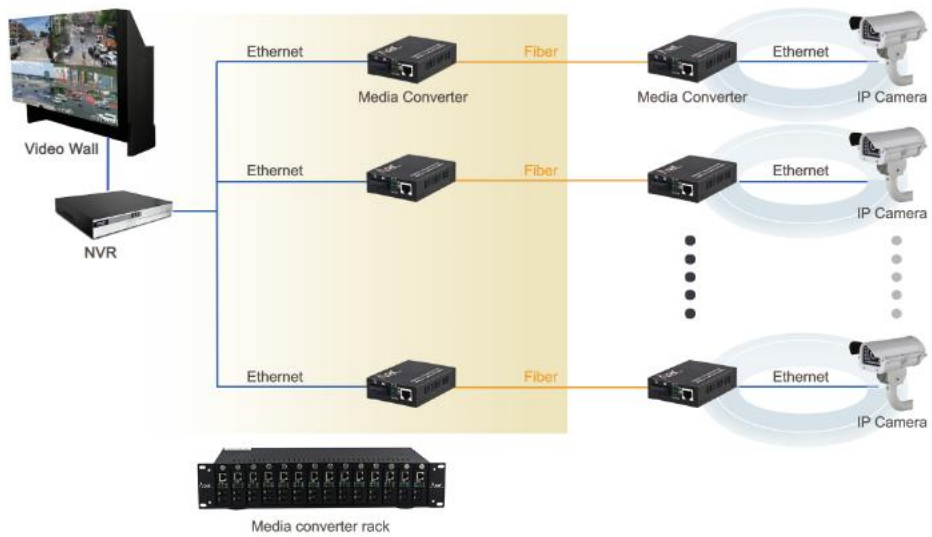 Ethernet
Fiber
Ethernet
Media Converter
Media Converter
IP Camera
Video Wall
Ethernet
Fiber
Ethernet
IP Camera
NVR
Ethernet
Fiber
Ethernet
IP Camera
Media converter rack